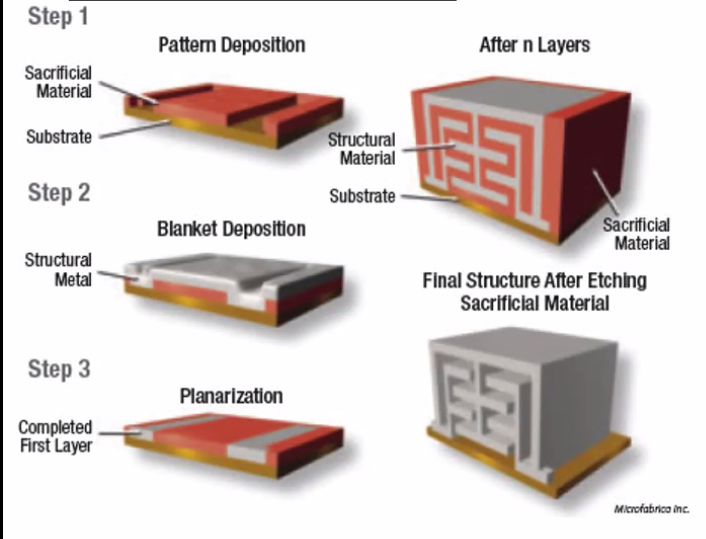 Step 1
Pattern Deposition
Sacrificial
Material
Substrate
Step 2
Blanket Deposition
Structural
Metal
Step 3
Planarization
Completed
First Layer
After n Layers
Structural
Material
Substrate
Sacrificial
Material
Final Structure After Etching
Sacrificial Material
Microfabrica Inc.